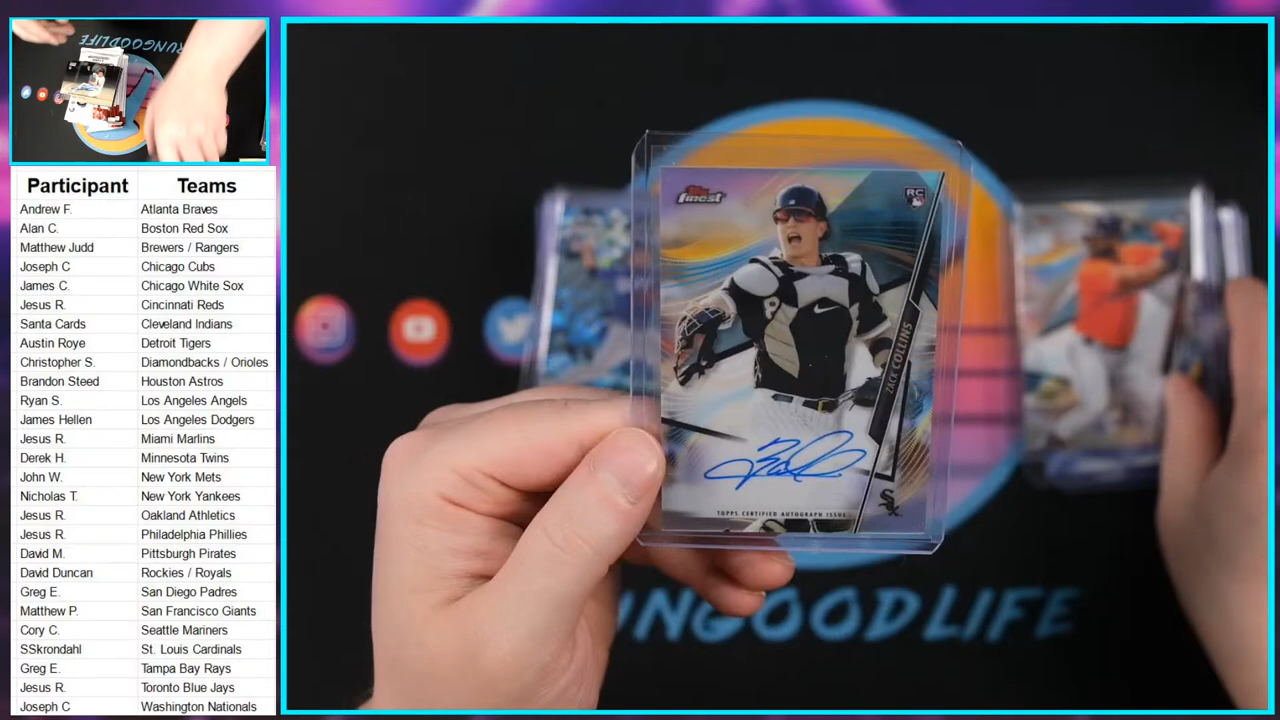 RUNGOODLIFE
Participant Teams
Andrew F. Atlanta Braves
Alan C. Boston Red Sox
Matthew Judd Brewers / Rangers
Joseph C Chicago Cubs
James C. Chicago White Sox
Jesus R. Cincinnati Reds
Santa Cards Cleveland Indians
Austin Roye Detroit Tigers
Christopher S. Diamondbacks / Orioles
Brandon Steed Houston Astros
Ryan S. Los Angeles Angels
James Hellen Los Angeles Dodgers
Jesus R. Miami Marlins
Derek H. Minnesota Twins
John W. New York Mets
Nicholas T. New York Yankees
Jesus R. Oakland Athletics
Jesus R. Philadelphia Phillies
David M. Pittsburgh Pirates
David Duncan Rockies / Royals
Greg E. San Diego Padres
Matthew P. San Francisco Giants
Cory C. Seattle Mariners
SSkrondahl St. Louis Cardinals
Greg E. Tampa Bay Rays
Jesus R. Toronto Blue Jays
Joseph C Washington Nationals
Topps
finest
RC
ZACK COLLINS
TOPPS CERTIFIED AUTOGRAPH ISSUE
SOX
UNGOODLIFE